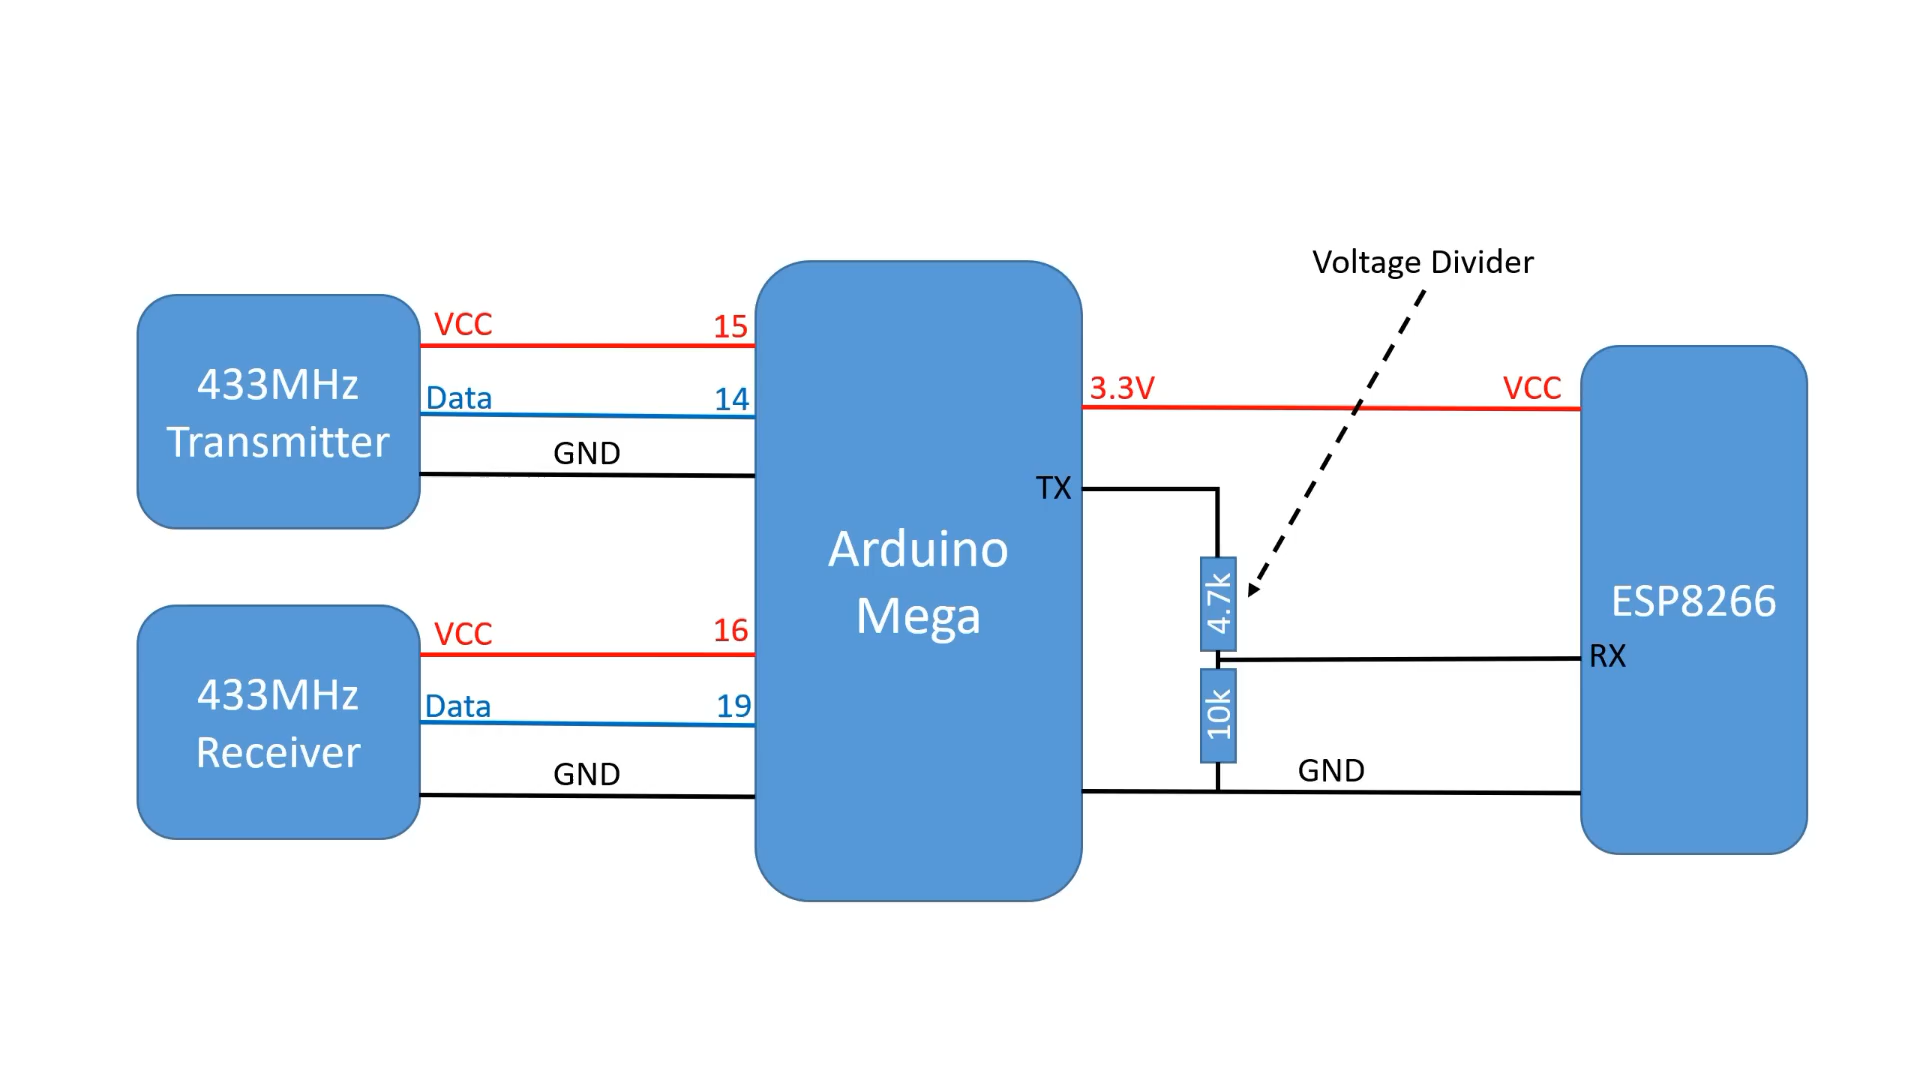 Voltage Divider
433MHz
Transmitter
VCC
15
Data
14
GND
433MHz
Receiver
VCC
16
Data
19
GND
Arduino
Mega
3.3V
VCC
TX
4.7k
10k
RX
GND
ESP8266